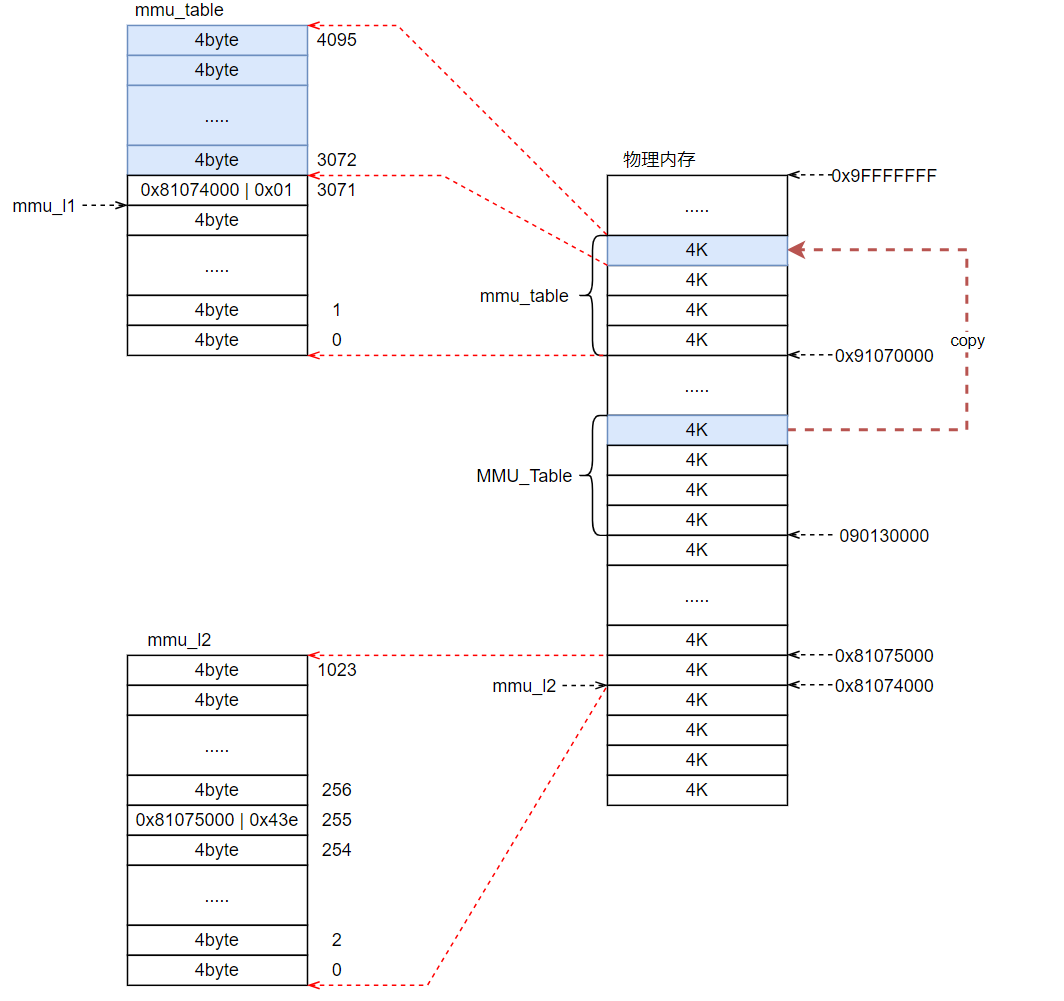 mmu_table
4byte
4095
4byte
.....
4byte
3072
0x81074000 | 0x01
3071
mmu_l1
4byte
.....
4byte
1
4byte
0
物理内存
0x9FFFFFFF
.....
4K
4K
mmu_table
4K
4K
0x91070000
copy
.....
4K
4K
MMU_Table
4K
4K
090130000
4K
.....
4K
0x81075000
4K
mmu_l2
0x81074000
4K
4K
4K
4K
mmu_l2
4byte
1023
4byte
.....
4byte
256
0x81075000 | 0x43e
255
4byte
254
.....
4byte
2
4byte
0